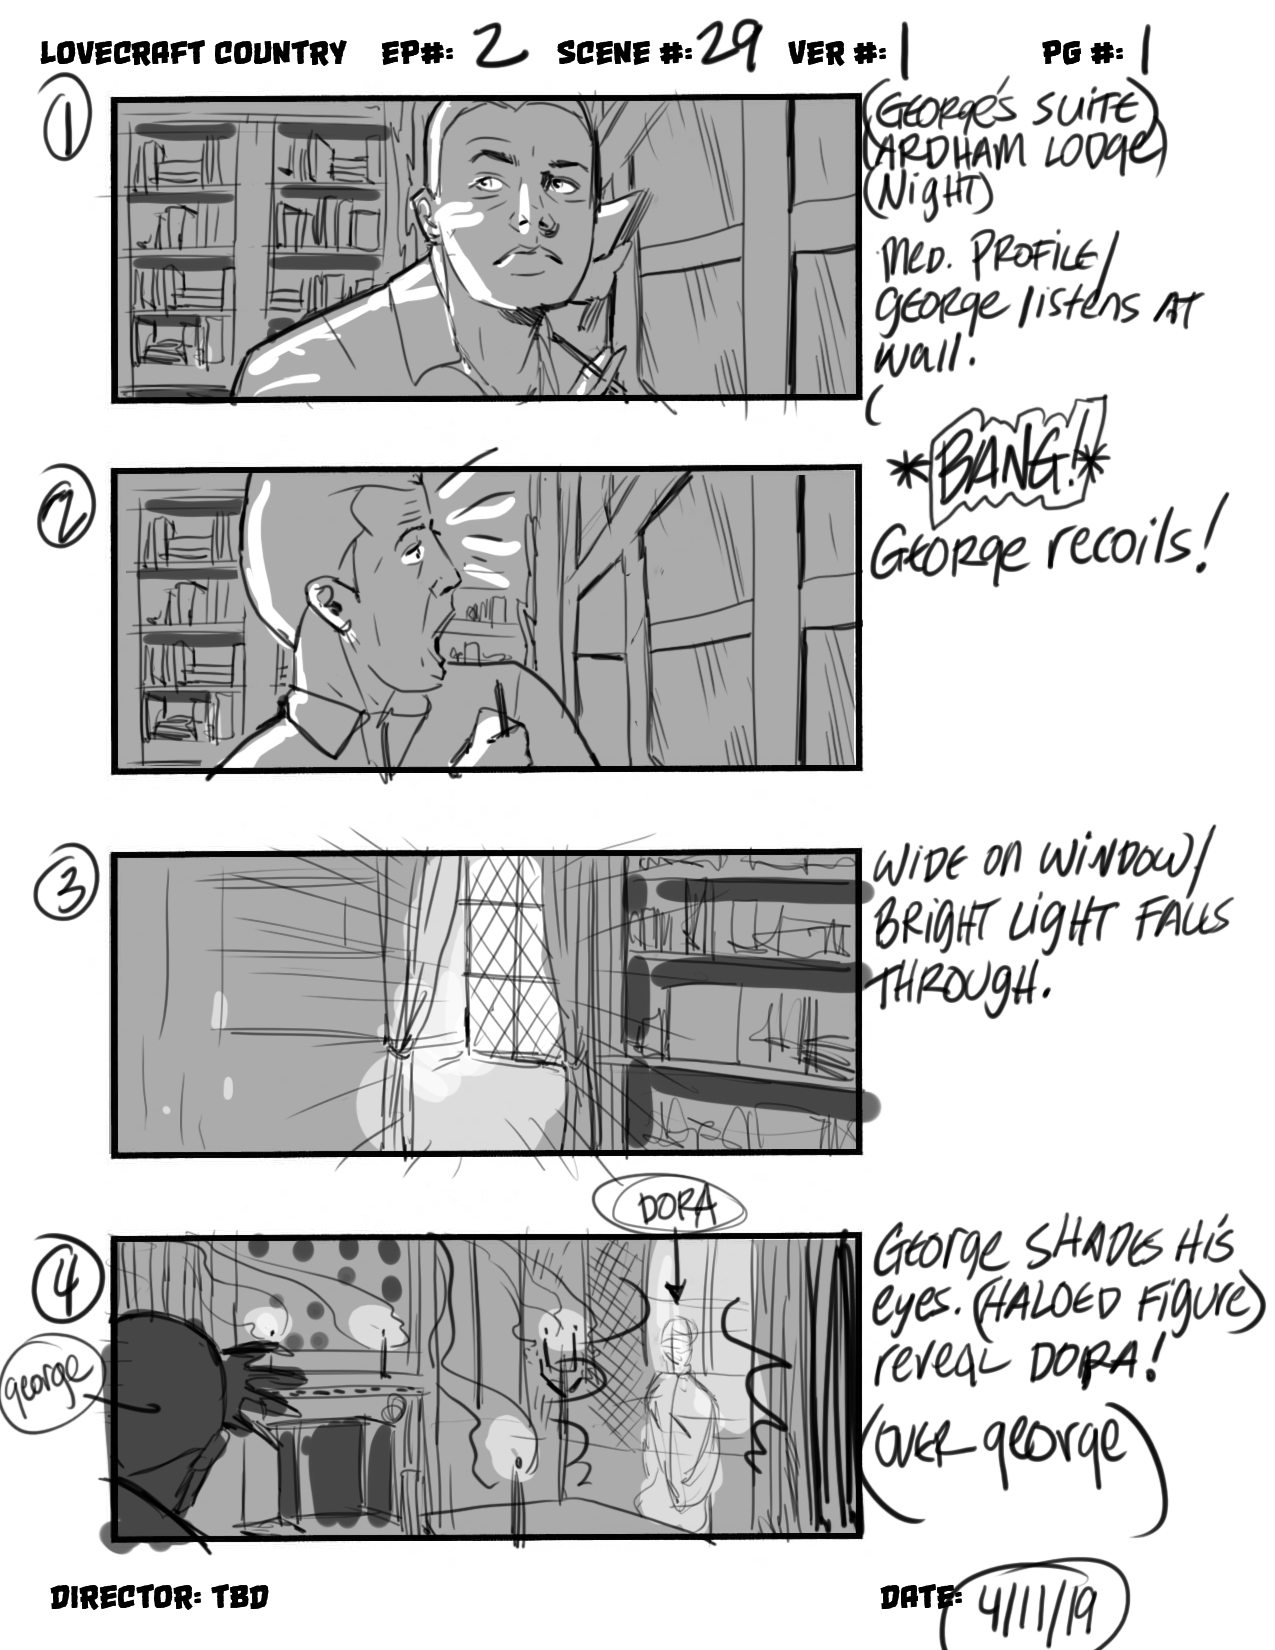 LOVECRAFT COUNTRY EP#: 2 SCENE #: 29 VER #: 1 PG #: 1
1
(GEORGE'S SUITE)
(ARDHAM LODGE)
(NIGHT)
MED. PROFILE/
GEORGE listens AT
wall.
2
*BANG!*
GEORGE recoils!
3
WIDE on WINDOW/
BRIGHT LIGHT FALLS
THROUGH.
DORA
4
GEORGE SHADES HIS
eyes. (HALOED FIGURE)
reveal DORA!
(OVER george)
george
DIRECTOR: TBD DATE: 4/11/19